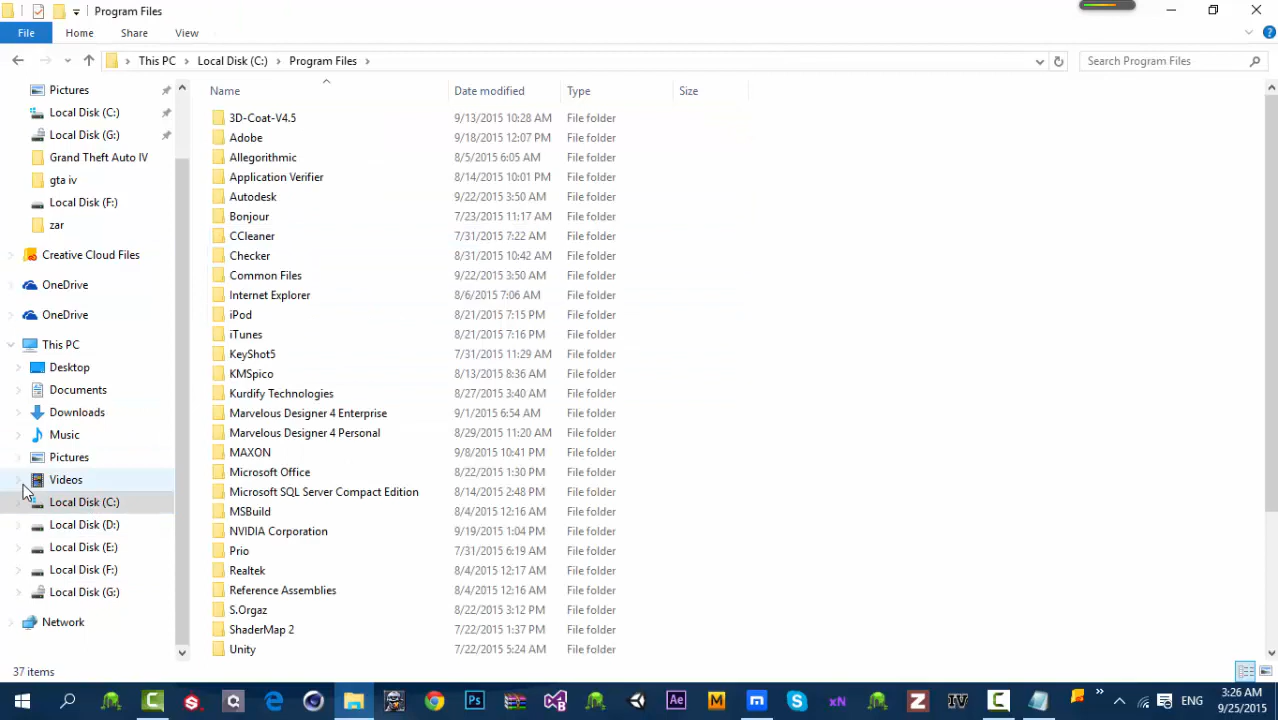 Program Files
File Home Share View
This PC Local Disk (C:) Program Files
Search Program Files
Name Date modified Type Size
Pictures
Local Disk (C:)
Local Disk (G:)
Grand Theft Auto IV
gta iv
Local Disk (F:)
zar
Creative Cloud Files
OneDrive
OneDrive
This PC
Desktop
Documents
Downloads
Music
Pictures
Videos
Local Disk (C:)
Local Disk (D:)
Local Disk (E:)
Local Disk (F:)
Local Disk (G:)
Network
3D-Coat-V4.5 9/13/2015 10:28 AM File folder
Adobe 9/18/2015 12:07 PM File folder
Allegorithmic 8/5/2015 6:05 AM File folder
Application Verifier 8/14/2015 10:01 PM File folder
Autodesk 9/22/2015 3:50 AM File folder
Bonjour 7/23/2015 11:17 AM File folder
CCleaner 7/31/2015 7:22 AM File folder
Checker 8/31/2015 10:42 AM File folder
Common Files 9/22/2015 3:50 AM File folder
Internet Explorer 8/6/2015 7:06 AM File folder
iPod 8/21/2015 7:15 PM File folder
iTunes 8/21/2015 7:16 PM File folder
KeyShot5 7/31/2015 11:29 AM File folder
KMSpico 8/13/2015 8:36 AM File folder
Kurdify Technologies 8/27/2015 3:40 AM File folder
Marvelous Designer 4 Enterprise 9/1/2015 6:54 AM File folder
Marvelous Designer 4 Personal 8/29/2015 11:20 AM File folder
MAXON 9/8/2015 10:41 PM File folder
Microsoft Office 8/22/2015 1:30 PM File folder
Microsoft SQL Server Compact Edition 8/14/2015 2:48 PM File folder
MSBuild 8/4/2015 12:16 AM File folder
NVIDIA Corporation 9/19/2015 1:04 PM File folder
Prio 7/31/2015 6:19 AM File folder
Realtek 8/4/2015 12:17 AM File folder
Reference Assemblies 8/4/2015 12:16 AM File folder
S.Orgaz 8/22/2015 3:12 PM File folder
ShaderMap 2 7/22/2015 1:37 PM File folder
Unity 7/22/2015 5:24 AM File folder
37 items
Ps Ae M m S xN Z IV
ENG
3:26 AM
9/25/2015